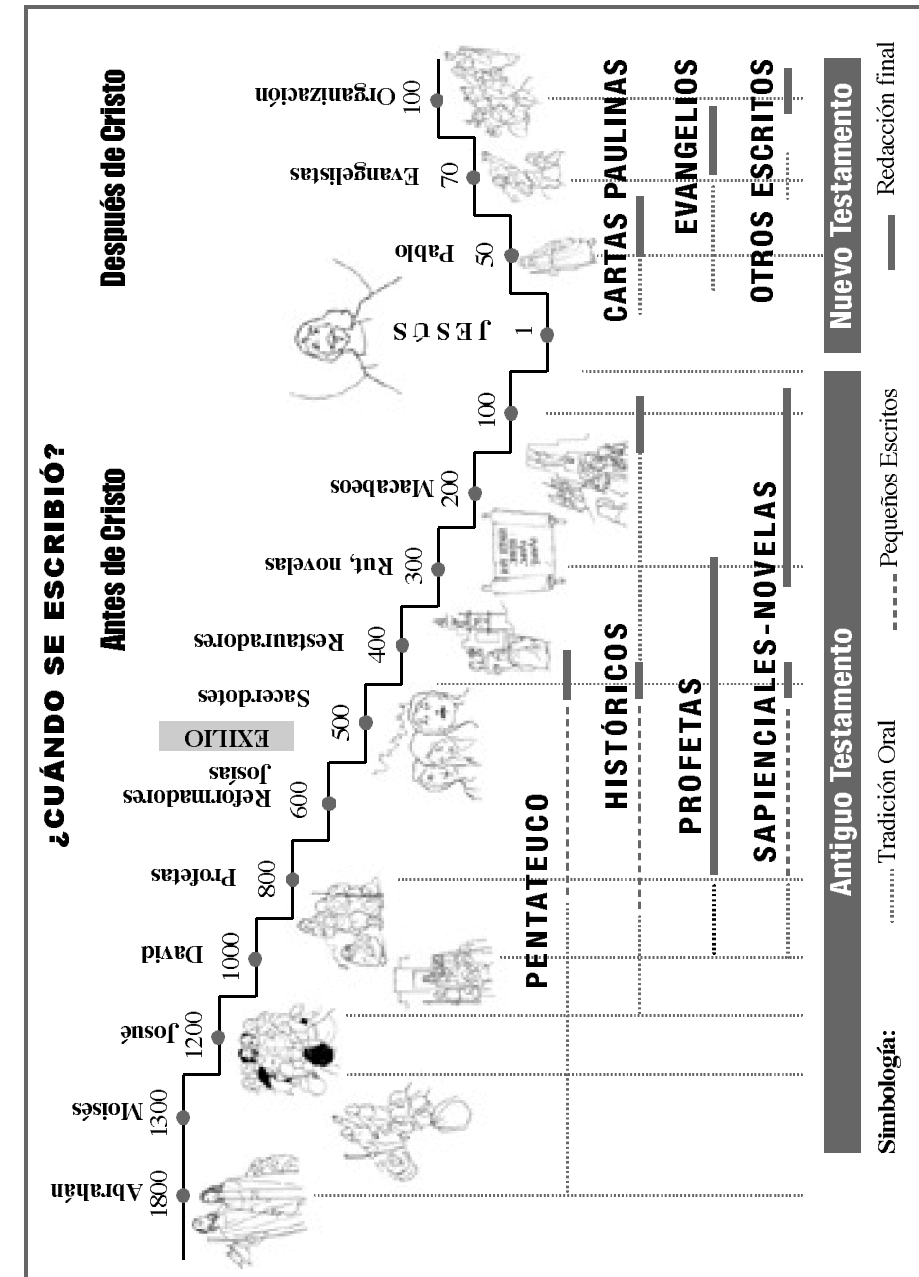 ¿CUÁNDO SE ESCRIBIÓ?
Antes de Cristo
Después de Cristo
Abrahán
1800
Moisés
1300
Josué
1200
David
1000
Profetas
800
Reformadores
Josías
600
EXILIO
500
Sacerdotes
Restauradores
400
Rut, novelas
300
Macabeos
200
100
JESÚS
1
Pablo
50
Evangelistas
70
Organización
100
PENTATEUCO
HISTÓRICOS
PROFETAS
SAPIENCIALES-NOVELAS
CARTAS PAULINAS
EVANGELIOS
OTROS ESCRITOS
Antiguo Testamento
Nuevo Testamento
Simbología:
Tradición Oral
Pequeños Escritos
Redacción final